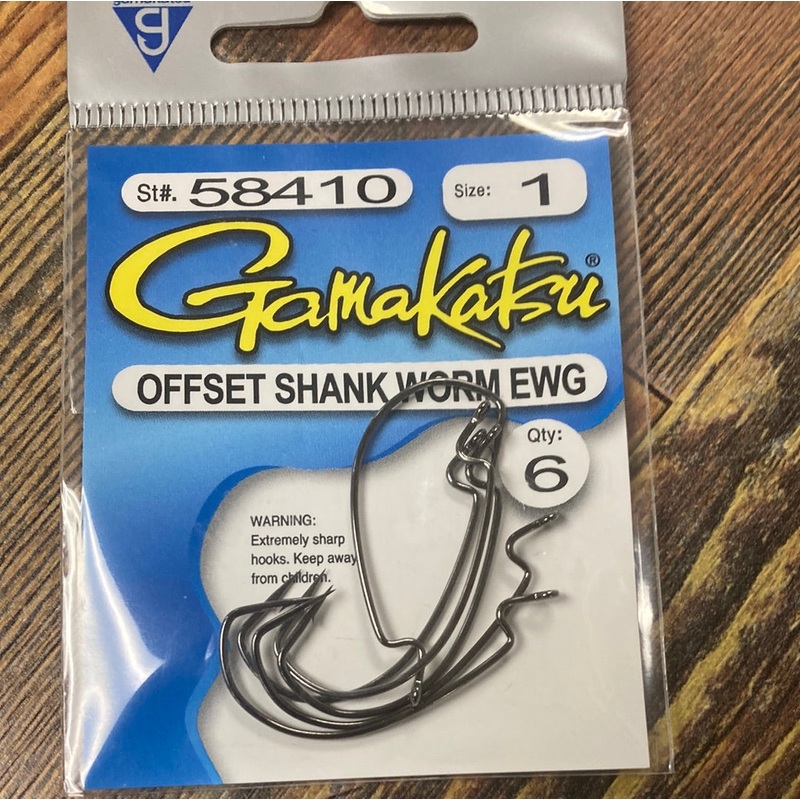 gamakatsu
g
St#. 58410
Size: 1
Gamakatsu®
OFFSET SHANK WORM EWG
Qty:
6
WARNING:
Extremely sharp
hooks. Keep away
from children.